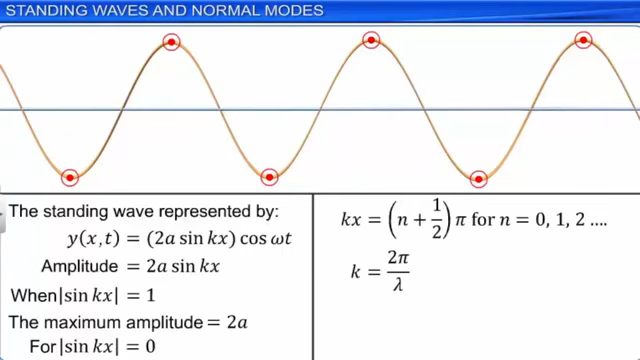 STANDING WAVES AND NORMAL MODES
The standing wave represented by:
y(x,t) = (2a sin kx) cos ωt
Amplitude = 2a sin kx
When|sin kx| = 1
The maximum amplitude = 2a
For|sin kx| = 0
kx = (n + 1/2) π for n = 0, 1, 2 ....
k = 2π/λ